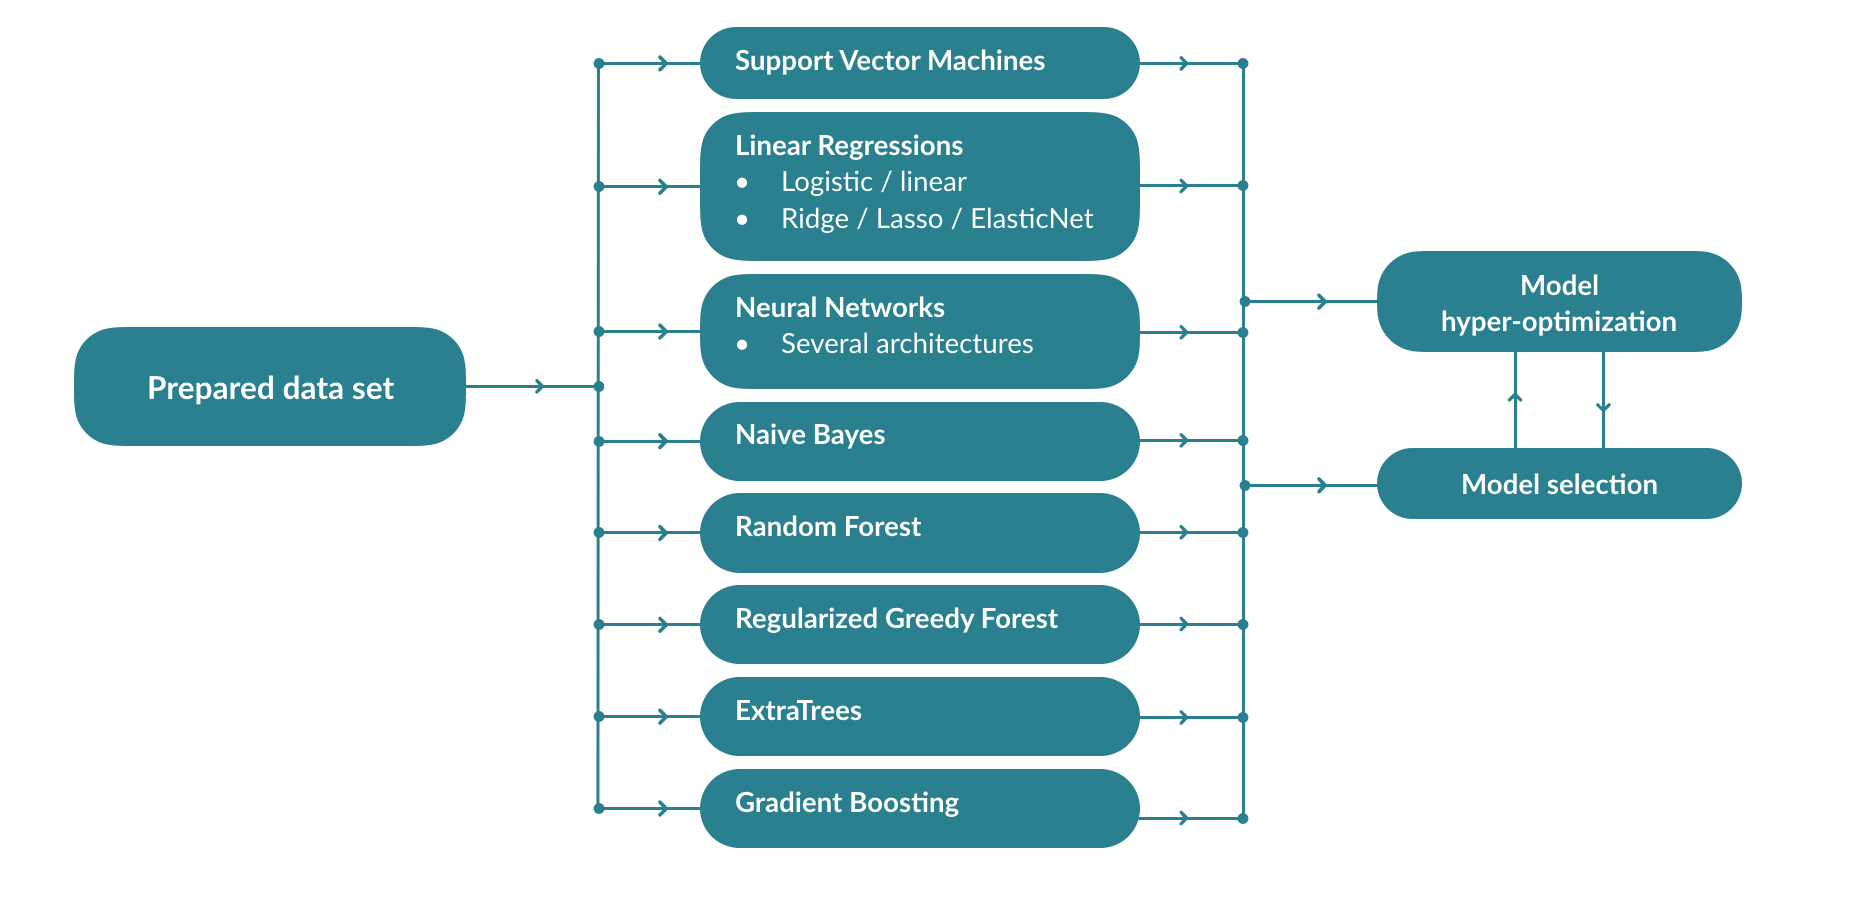 Prepared data set
Support Vector Machines
Linear Regressions
• Logistic / linear
• Ridge / Lasso / ElasticNet
Neural Networks
• Several architectures
Naive Bayes
Random Forest
Regularized Greedy Forest
ExtraTrees
Gradient Boosting
Model
hyper-optimization
Model selection